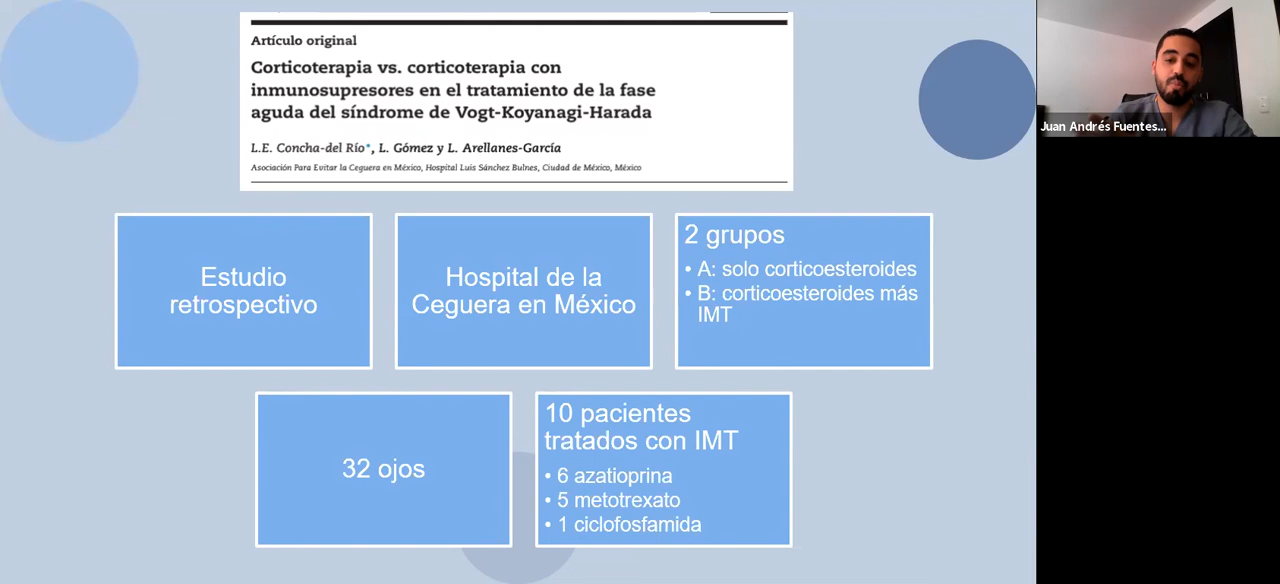 Artículo original
Corticoterapia vs. corticoterapia con
inmunosupresores en el tratamiento de la fase
aguda del síndrome de Vogt-Koyanagi-Harada
L.E. Concha-del Río*, L. Gómez y L. Arellanes-García
Asociación Para Evitar la Ceguera en México, Hospital Luis Sánchez Bulnes, Ciudad de México, México
Juan Andrés Fuentes...
Estudio
retrospectivo
Hospital de la
Ceguera en México
2 grupos
• A: solo corticoesteroides
• B: corticoesteroides más
IMT
32 ojos
10 pacientes
tratados con IMT
• 6 azatioprina
• 5 metotrexato
• 1 ciclofosfamida